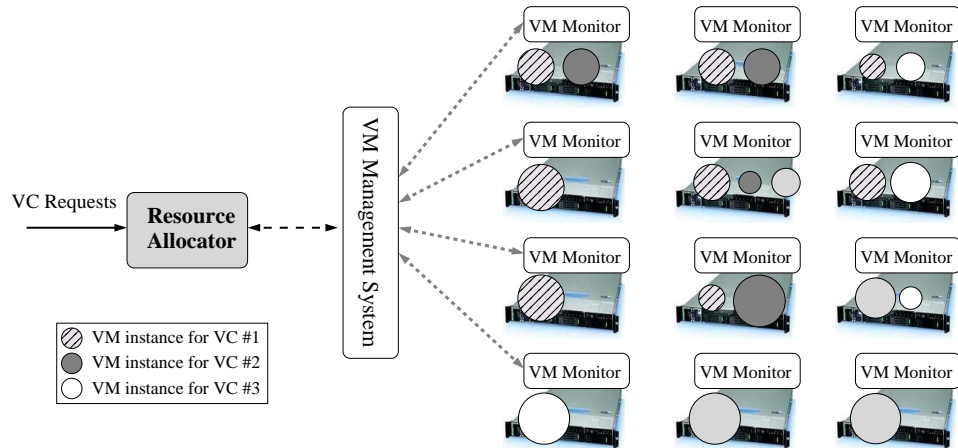 VM Monitor
VM Monitor
VM Monitor
VM Monitor
VM Monitor
VM Monitor
VC Requests
Resource
Allocator
VM Management System
VM Monitor
VM Monitor
VM Monitor
VM instance for VC #1
VM instance for VC #2
VM instance for VC #3
VM Monitor
VM Monitor
VM Monitor